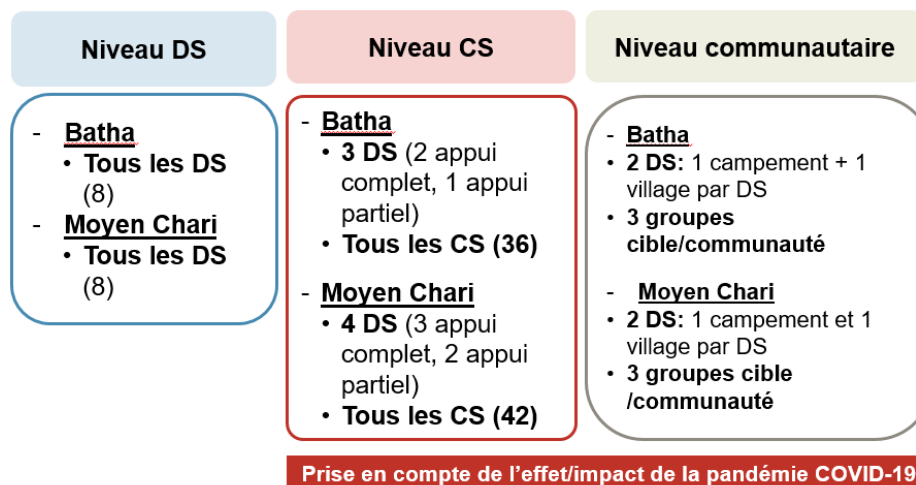 Niveau DS
- Batha
• Tous les DS
(8)
- Moyen Chari
• Tous les DS
(8)
Niveau CS
- Batha
• 3 DS (2 appui
complet, 1 appui
partiel)
• Tous les CS (36)
- Moyen Chari
• 4 DS (3 appui
complet, 2 appui
partiel)
• Tous les CS (42)
Niveau communautaire
- Batha
• 2 DS: 1 campement + 1
village par DS
• 3 groupes
cible/communauté
- Moyen Chari
• 2 DS: 1 campement et 1
village par DS
• 3 groupes cible
/communauté
Prise en compte de l'effet/impact de la pandémie COVID-19